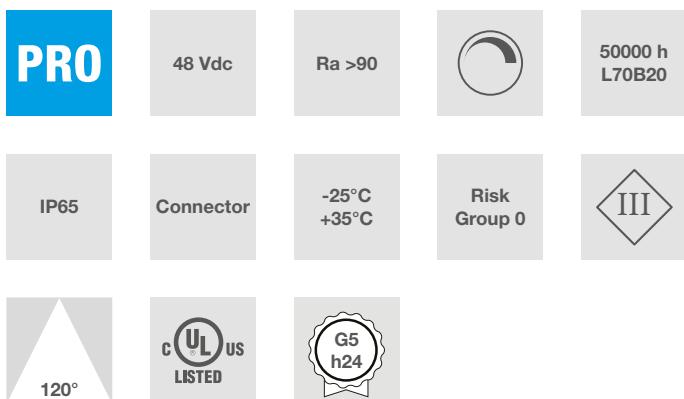 PRO
48 Vdc
Ra >90
50000 h
L70B20
IP65
Connector
-25°C
+35°C
Risk
Group 0
III
120°
C UL US
®
LISTED
G5
h24